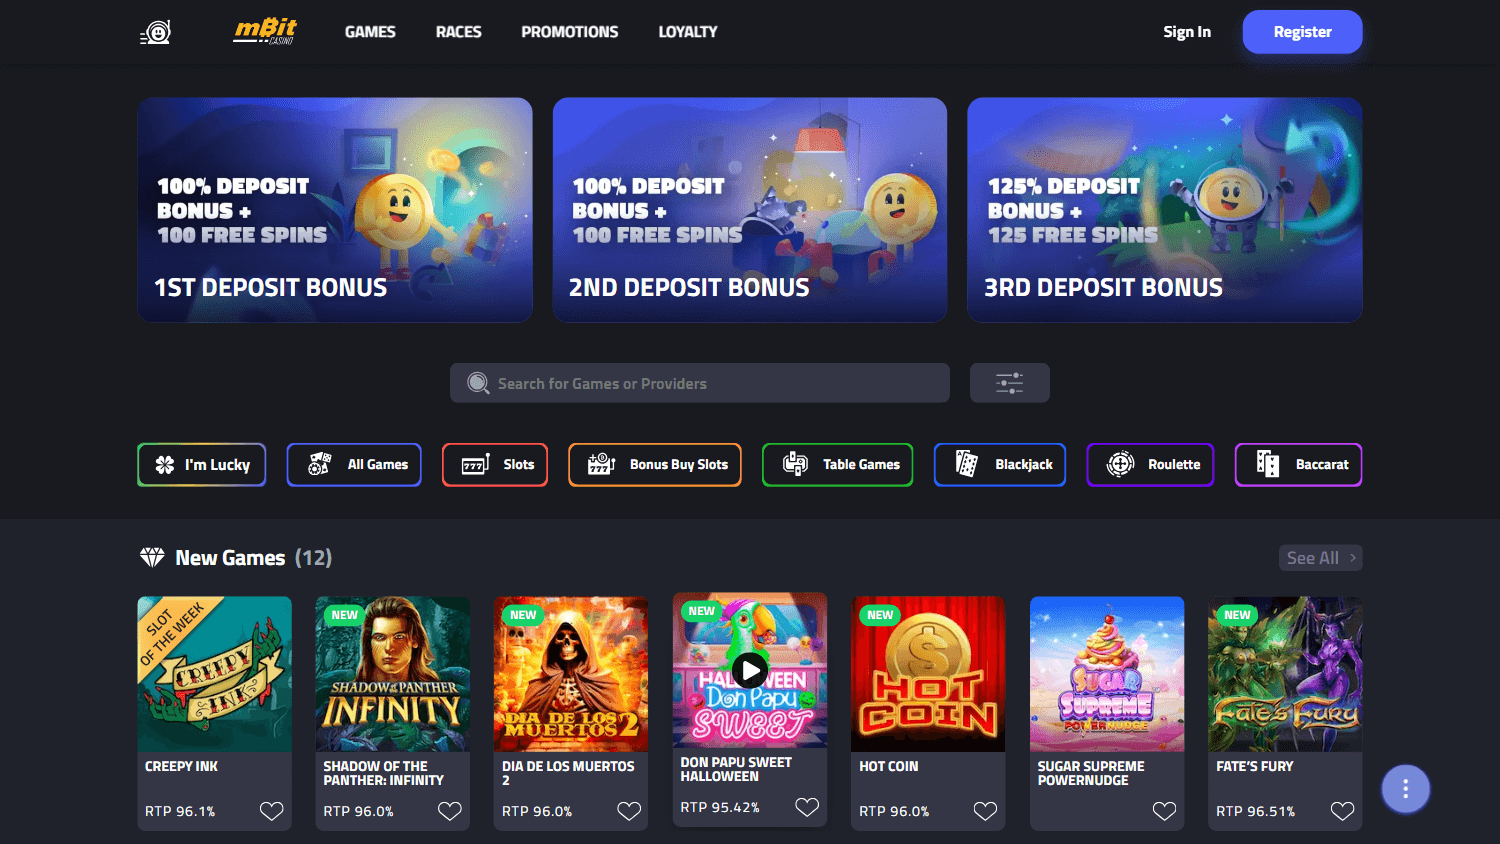 mBit
CASINO
GAMES
RACES
PROMOTIONS
LOYALTY
Sign In
Register
100% DEPOSIT
BONUS +
100 FREE SPINS
1ST DEPOSIT BONUS
100% DEPOSIT
BONUS +
100 FREE SPINS
2ND DEPOSIT BONUS
125% DEPOSIT
BONUS +
125 FREE SPINS
3RD DEPOSIT BONUS
Search for Games or Providers
I'm Lucky
All Games
777
Slots
777
Bonus Buy Slots
Table Games
Blackjack
Roulette
Baccarat
New Games (12)
See All >
SLOT
OF THE WEEK
CREEPY
INK
CREEPY INK
RTP 96.1%
NEW
SHADOW OF THE PANTHER
INFINITY
SHADOW OF THE
PANTHER: INFINITY
RTP 96.0%
NEW
DIA DE LOS
MUERTOS 2
DIA DE LOS MUERTOS
2
RTP 96.0%
NEW
HALLOWEEN
Don Papu
SWEET
DON PAPU SWEET
HALLOWEEN
RTP 95.42%
NEW
HOT
COIN
HOT COIN
RTP 96.0%
SUGAR
SUPREME
POWERNUDGE
SUGAR SUPREME
POWERNUDGE
NEW
Fate's Fury
FATE'S FURY
RTP 96.51%